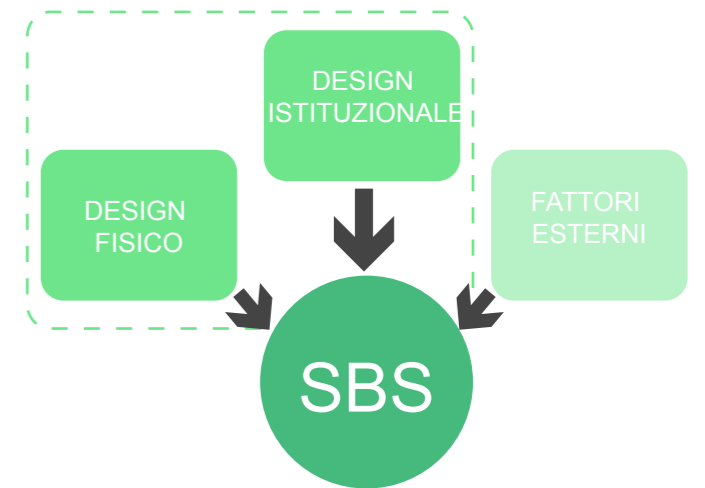 DESIGN
ISTITUZIONALE
DESIGN
FISICO
FATTORI
ESTERNI
SBS